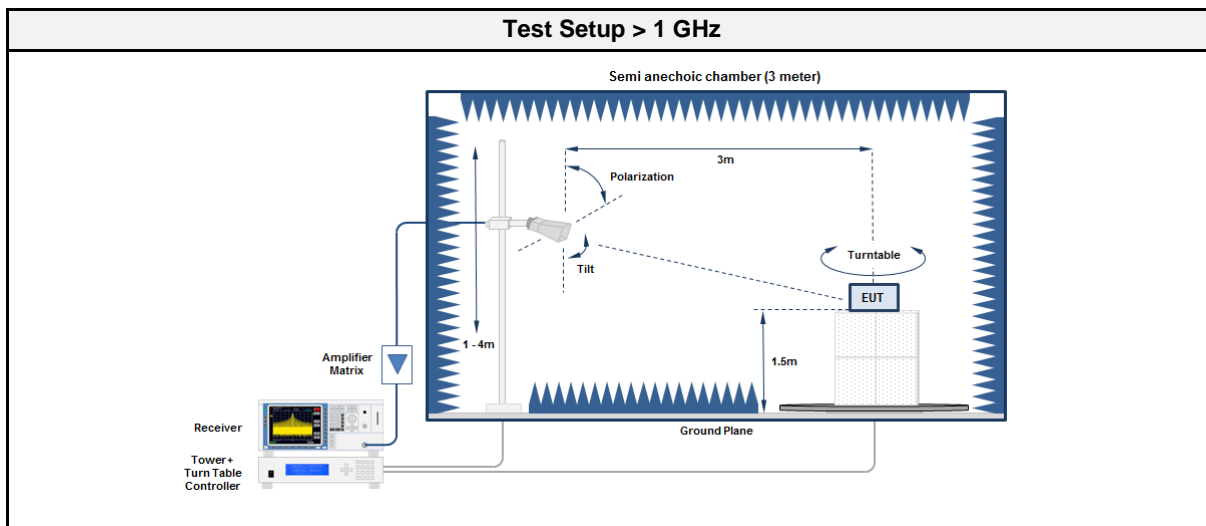 Test Setup > 1 GHz
Semi anechoic chamber (3 meter)
3m
Polarization
Tilt
Turntable
EUT
1 - 4m
1.5m
Amplifier
Matrix
Receiver
Ground Plane
Tower+
Turn Table
Controller